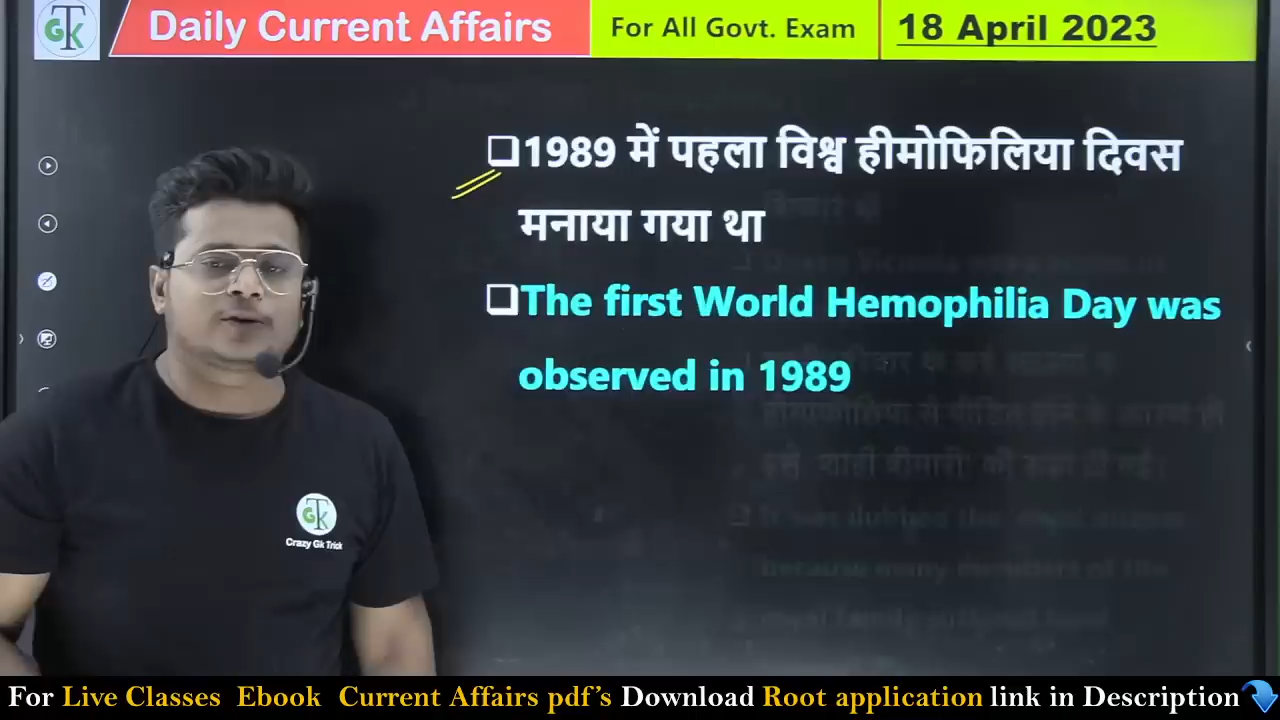 GTK
Daily Current Affairs
For All Govt. Exam
18 April 2023
1989 में पहला विश्व हीमोफिलिया दिवस
मनाया गया था
The first World Hemophilia Day was
observed in 1989
GTK
Crazy Gk Trick
For Live Classes Ebook Current Affairs pdf's Download Root application link in Description